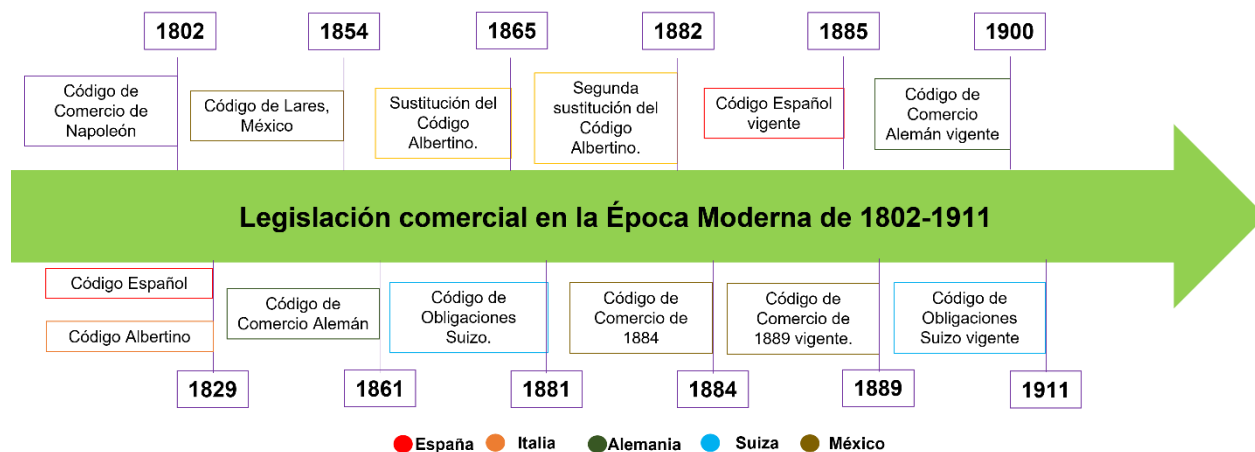 1802
1854
1865
1882
1885
1900
Código de
Comercio de
Napoleón
Código de Lares,
México
Sustitución del
Código
Albertino.
Segunda
sustitución del
Código
Albertino.
Código Español
vigente
Código de
Comercio
Alemán vigente
Legislación comercial en la Época Moderna de 1802-1911
Código Español
Código Albertino
Código de
Comercio Alemán
Código de
Obligaciones
Suizo.
Código de
Comercio de
1884
Código de
Comercio de
1889 vigente.
Código de
Obligaciones
Suizo vigente
1829
1861
1881
1884
1889
1911
España
Italia
Alemania
Suiza
México